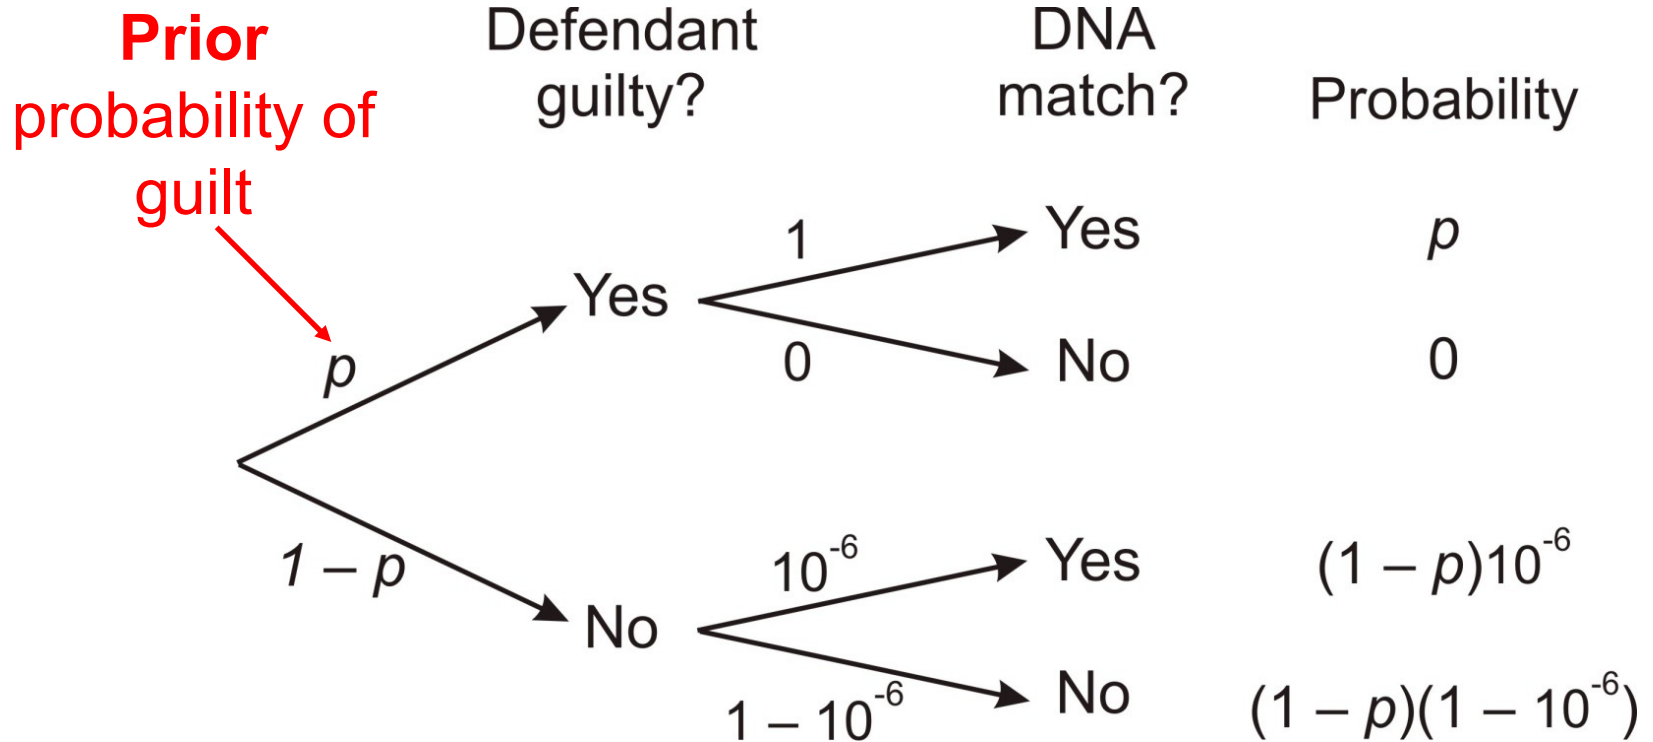 Prior
probability of
guilt
Defendant
guilty?
DNA
match?
Probability
p
1 – p
Yes
No
1
0
10⁻⁶
1 – 10⁻⁶
Yes
No
Yes
No
p
0
(1 – p)10⁻⁶
(1 – p)(1 – 10⁻⁶)